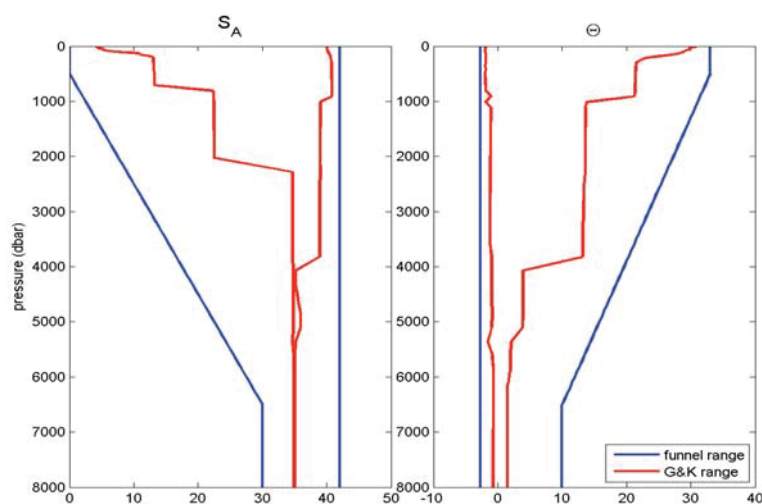 S_A Θ
0 0
1000 1000
2000 2000
3000 3000
4000 4000
5000 5000
6000 6000
7000 7000
8000 8000
pressure (dbar)
0 10 20 30 40 50
-10 0 10 20 30 40
funnel range
G&K range